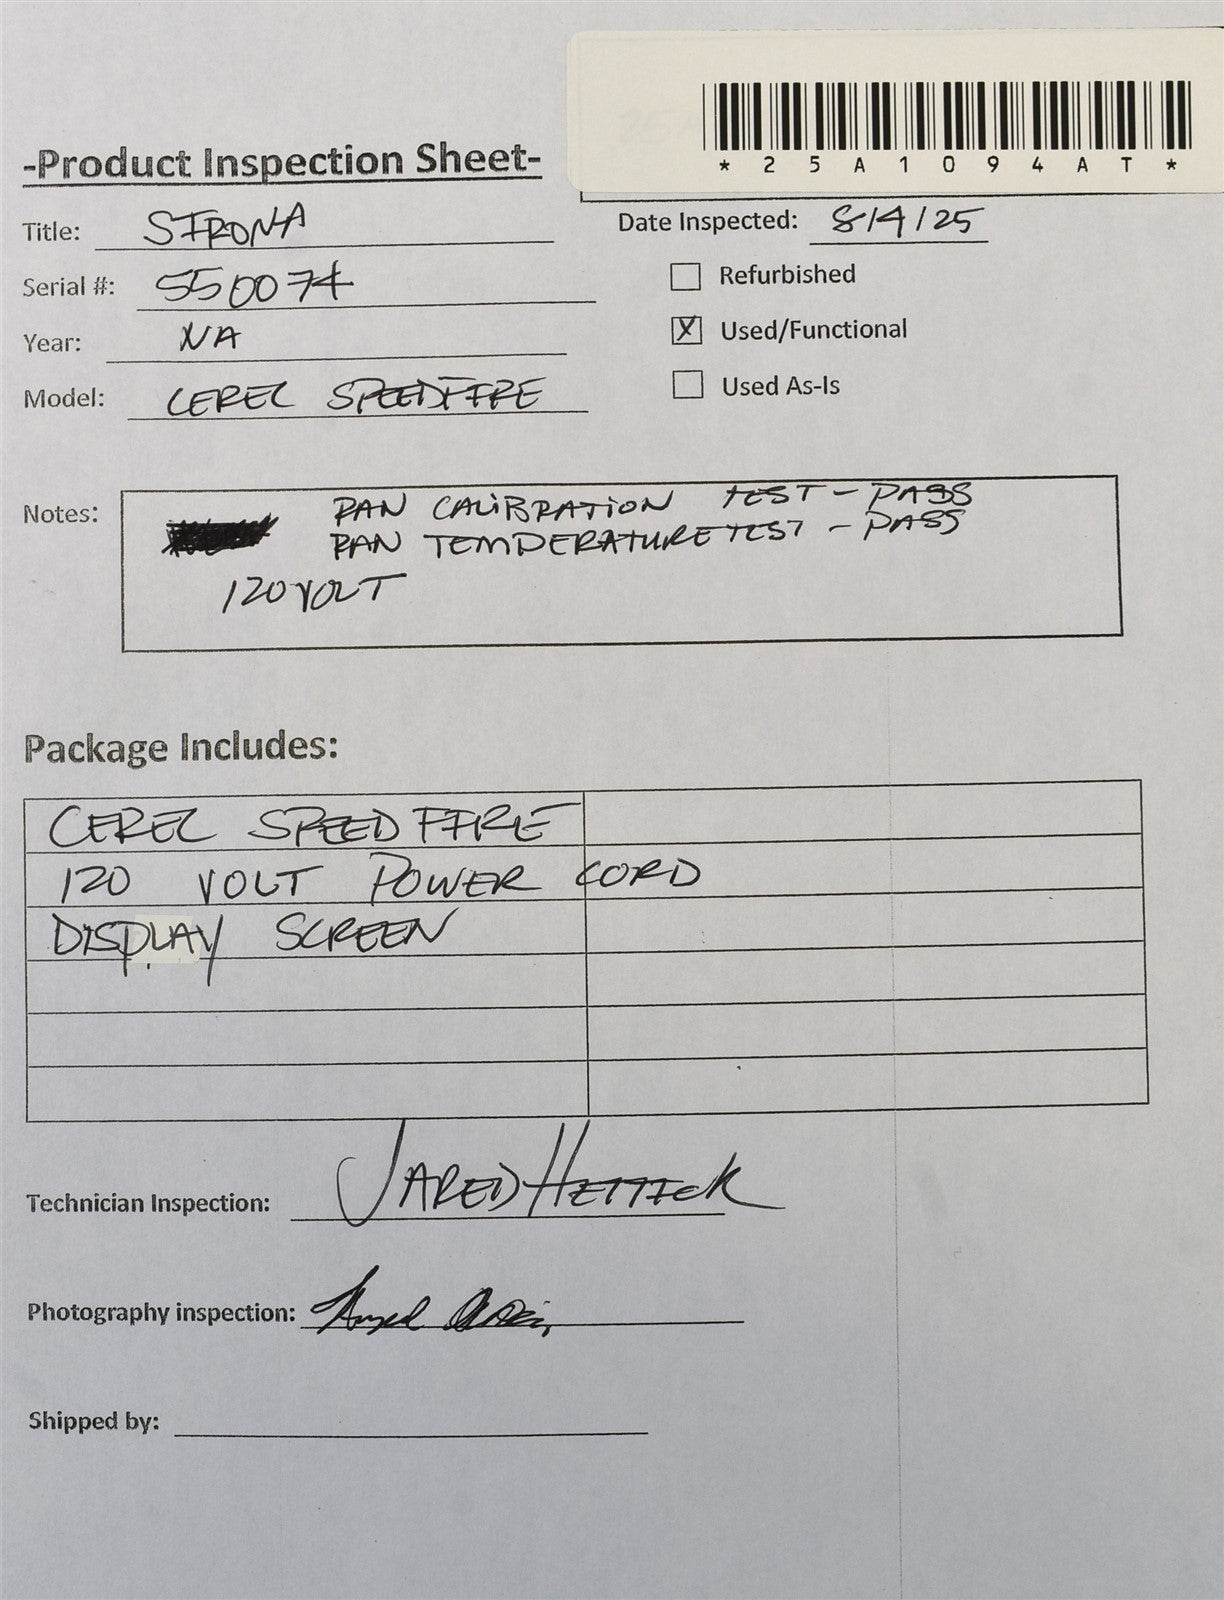 *25A1094AT*
-Product Inspection Sheet-
Title: SIRONA
Date Inspected: 8/4/25
Serial #: 550074
Refurbished
Year: NA
X Used/Functional
Model: CEREC SPEEDFIRE
Used As-Is
Notes: PAN CALIBRATION TEST - PASS
PAN TEMPERATURE TEST - PASS
120 VOLT
Package Includes:
CEREC SPEEDFIRE
120 VOLT POWER CORD
DISPLAY SCREEN
Technician Inspection: JARED HETTICK
Photography inspection:
Shipped by: